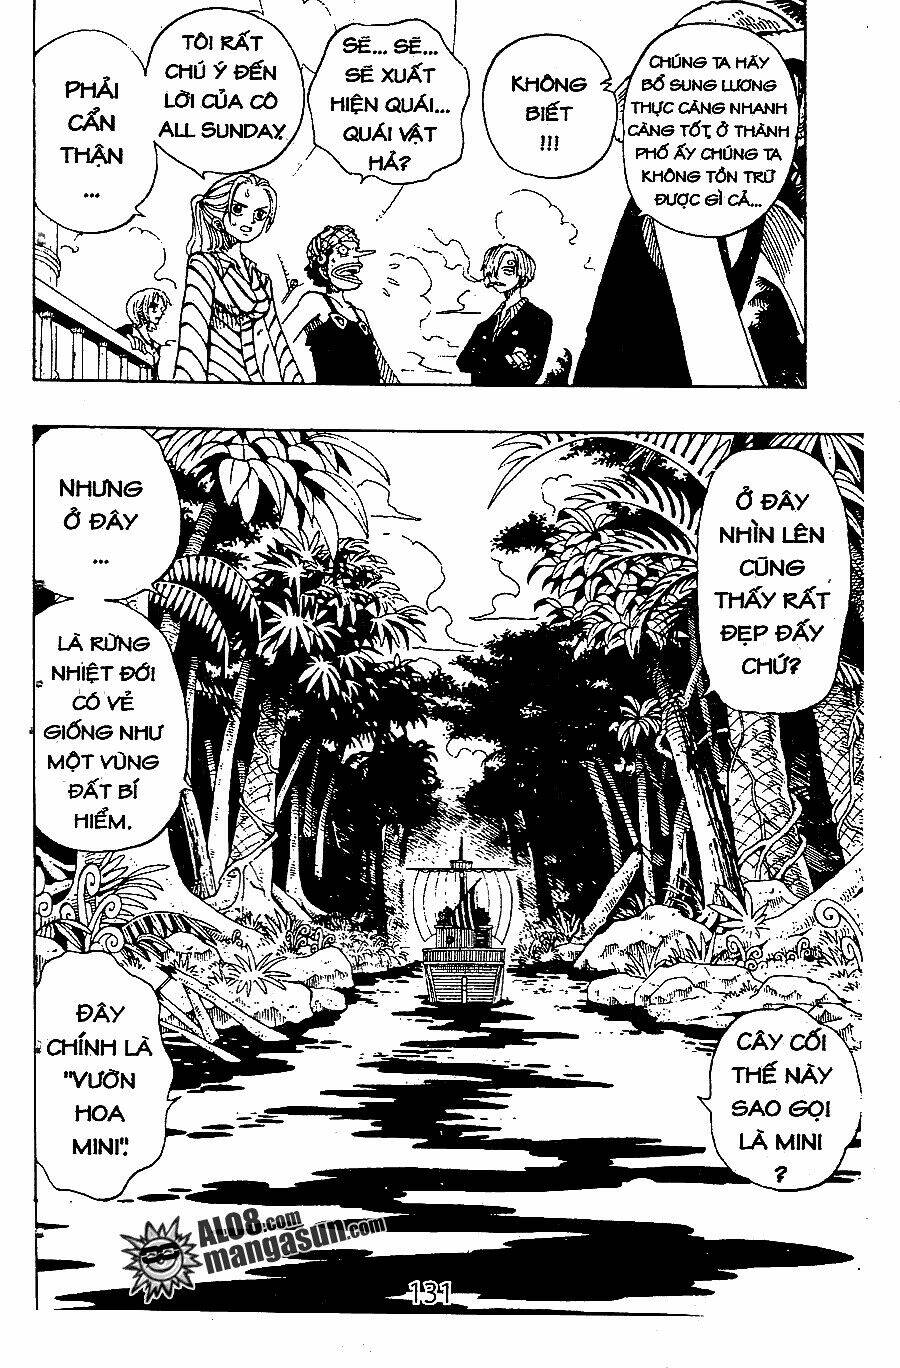 PHẢI
CẨN
THẬN
...
TÔI RẤT
CHÚ Ý ĐẾN
LỜI CỦA CÔ
ALL SUNDAY.
SẼ... SẼ...
SẼ XUẤT
HIỆN QUÁI...
QUÁI VẬT
HẢ?
KHÔNG
BIẾT
!!!
CHÚNG TA HÃY
BỔ SUNG LƯƠNG
THỰC CÀNG NHANH
CÀNG TỐT, Ở THÀNH
PHỐ ẤY CHÚNG TA
KHÔNG TỒN TRỮ
ĐƯỢC GÌ CẢ...
NHƯNG
Ở ĐÂY
...
LÀ RỪNG
NHIỆT ĐỚI
CÓ VẺ
GIỐNG NHƯ
MỘT VÙNG
ĐẤT BÍ
HIỂM.
Ở ĐÂY
NHÌN LÊN
CŨNG
THẤY RẤT
ĐẸP ĐẤY
CHỨ?
ĐÂY
CHÍNH LÀ
"VƯỜN
HOA
MINI".
CÂY CỐI
THẾ NÀY
SAO GỌI
LÀ MINI
?
ALO8.com
mangasun.com
131